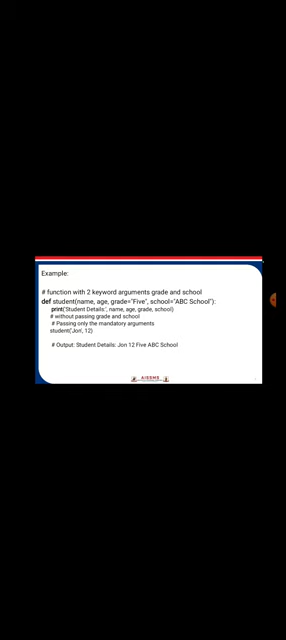 Example:
# function with 2 keyword arguments grade and school
def student(name, age, grade="Five", school="ABC School"):
print('Student Details:', name, age, grade, school)
# without passing grade and school
# Passing only the mandatory arguments
student('Jon', 12)
# Output: Student Details: Jon 12 Five ABC School
AISSMS